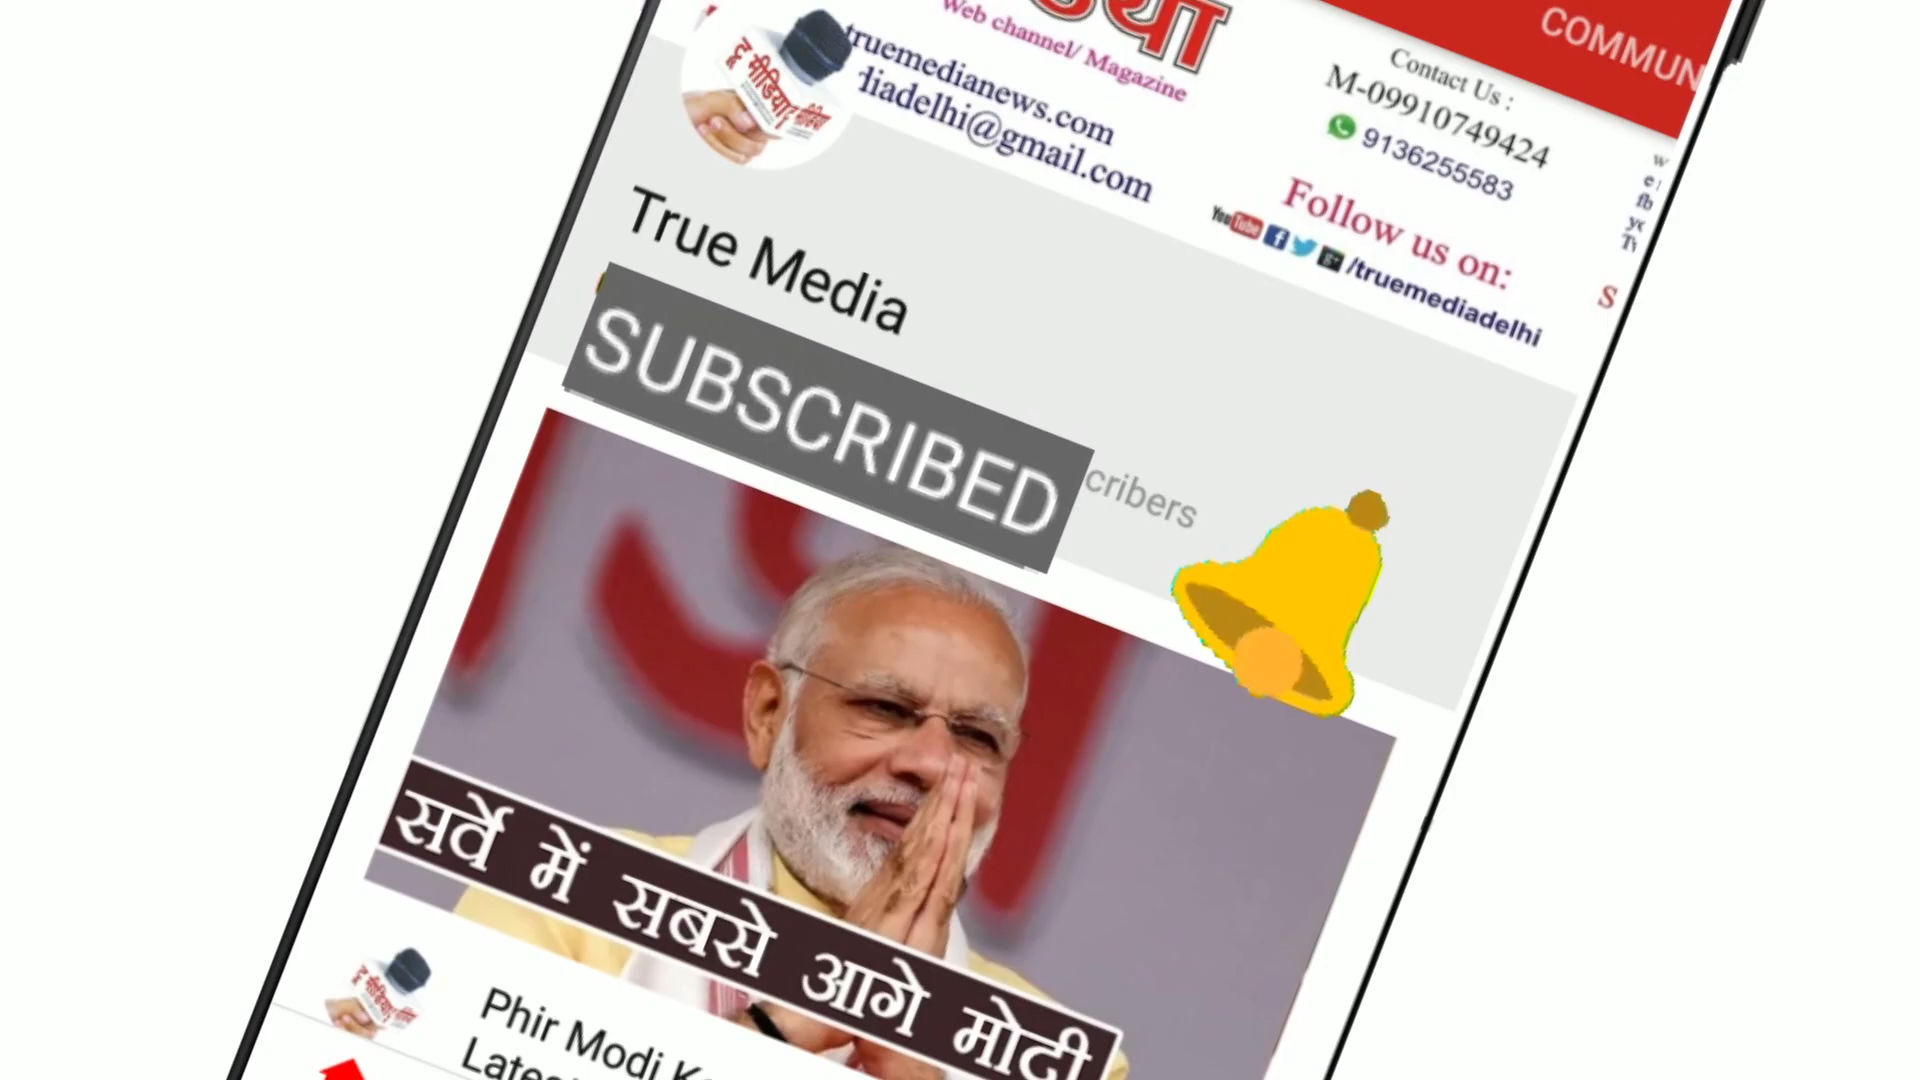 COMMUN
मीडिया
Web channel/ Magazine
truemedianews.com
diadelhi@gmail.com
Contact Us :
M-09910749424
9136255583
Follow us on:
YouTube
/truemediadelhi
ट्रू मीडिया
True Media
SUBSCRIBED
cribers
सर्वे में सबसे आगे मोदी
Phir Modi